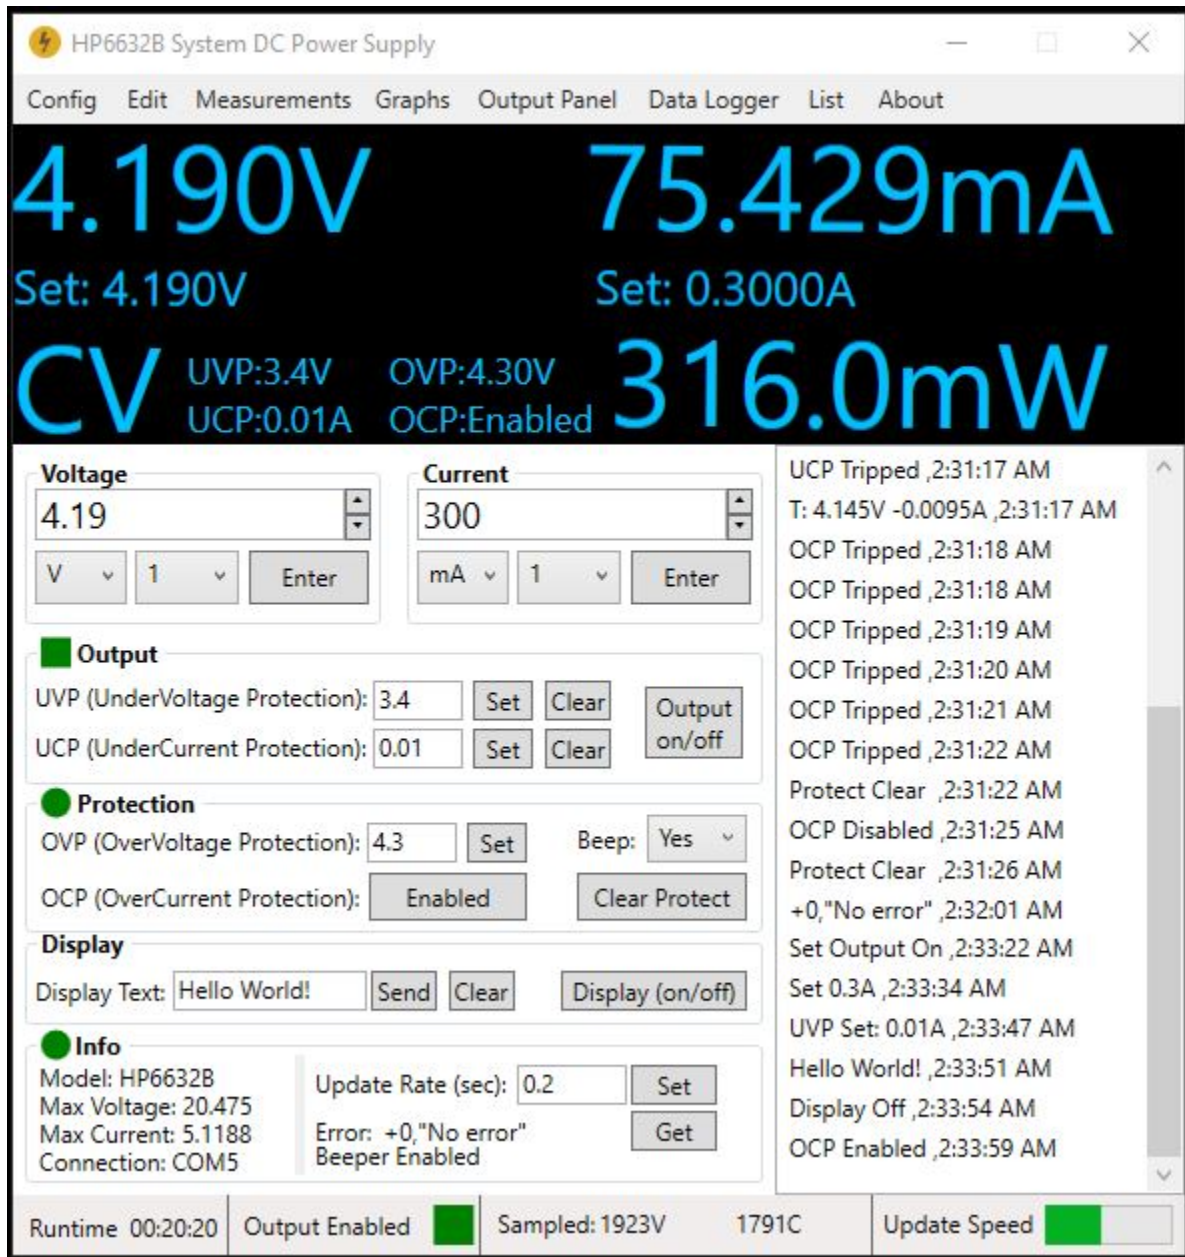 HP6632B System DC Power Supply
Config Edit Measurements Graphs Output Panel Data Logger List About
4.190V 75.429mA
Set: 4.190V Set: 0.3000A
CV UVP:3.4V OVP:4.30V 316.0mW
UCP:0.01A OCP:Enabled
Voltage
4.19
V 1 Enter
Current
300
mA 1 Enter
Output
UVP (UnderVoltage Protection): 3.4 Set Clear
UCP (UnderCurrent Protection): 0.01 Set Clear
Output
on/off
Protection
OVP (OverVoltage Protection): 4.3 Set Beep: Yes
OCP (OverCurrent Protection): Enabled Clear Protect
Display
Display Text: Hello World! Send Clear Display (on/off)
Info
Model: HP6632B
Max Voltage: 20.475
Max Current: 5.1188
Connection: COM5
Update Rate (sec): 0.2 Set
Error: +0,"No error" Get
Beeper Enabled
UCP Tripped ,2:31:17 AM
T: 4.145V -0.0095A ,2:31:17 AM
OCP Tripped ,2:31:18 AM
OCP Tripped ,2:31:18 AM
OCP Tripped ,2:31:19 AM
OCP Tripped ,2:31:20 AM
OCP Tripped ,2:31:21 AM
OCP Tripped ,2:31:22 AM
Protect Clear ,2:31:22 AM
OCP Disabled ,2:31:25 AM
Protect Clear ,2:31:26 AM
+0,"No error" ,2:32:01 AM
Set Output On ,2:33:22 AM
Set 0.3A ,2:33:34 AM
UVP Set: 0.01A ,2:33:47 AM
Hello World! ,2:33:51 AM
Display Off ,2:33:54 AM
OCP Enabled ,2:33:59 AM
Runtime 00:20:20 Output Enabled Sampled: 1923V 1791C Update Speed